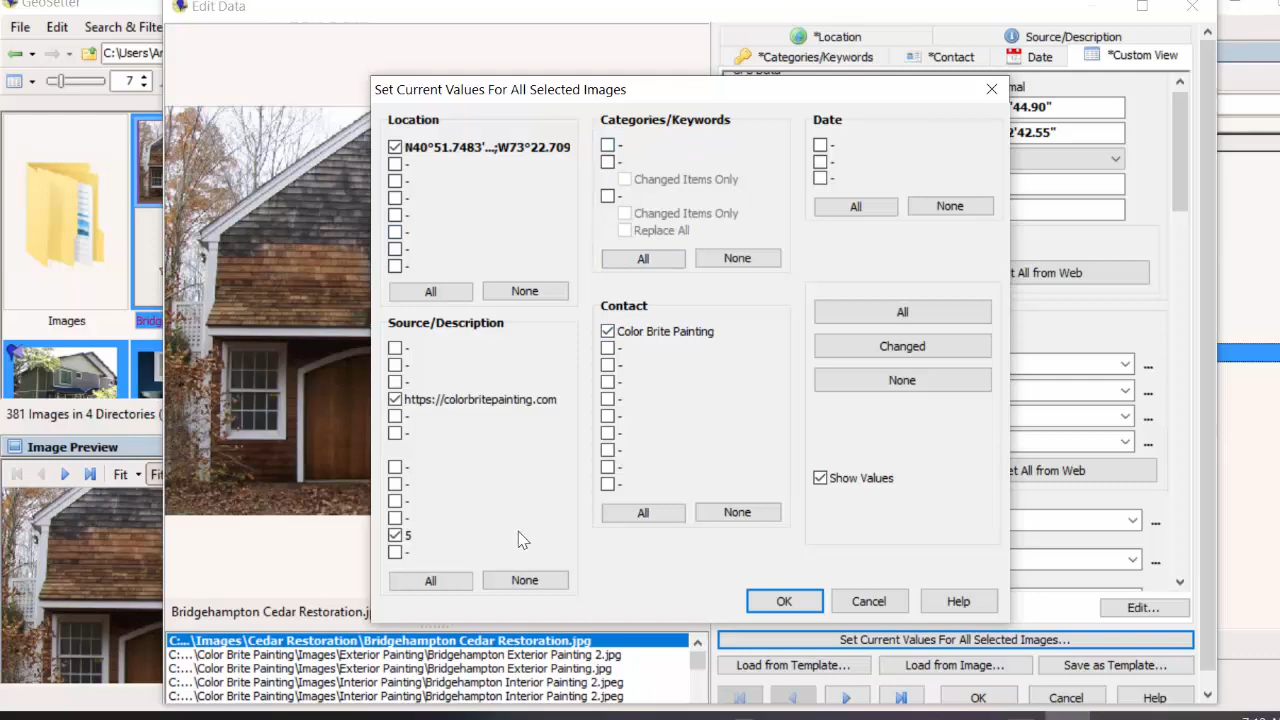 GeoSetter
Edit Data
File Edit Search & Filte
*Location
Source/Description
C:\Users\Ar
*Categories/Keywords
*Contact
Date
*Custom View
7
Set Current Values For All Selected Images
Location
Categories/Keywords
Date
N40°51.7483'...;W73°22.709
-
-
-
-
-
-
-
-
-
Changed Items Only
-
Changed Items Only
Replace All
-
-
-
All
None
All
None
All
None
'44.90"
2'42.55"
et All from Web
Images
Source/Description
Contact
-
-
-
https://colorbritepainting.com
-
-
-
-
-
-
5
-
All
None
Color Brite Painting
-
-
-
-
-
-
-
-
-
All
None
All
Changed
None
Show Values
OK
Cancel
Help
...
...
...
...
et All from Web
...
...
Edit...
381 Images in 4 Directories (
Image Preview
Fit
Fit
Bridgehampton Cedar Restoration.j
C:...\Images\Cedar Restoration\Bridgehampton Cedar Restoration.jpg
C:...\Color Brite Painting\Images\Exterior Painting\Bridgehampton Exterior Painting 2.jpg
C:...\Color Brite Painting\Images\Exterior Painting\Bridgehampton Exterior Painting.jpg
C:...\Color Brite Painting\Images\Interior Painting\Bridgehampton Interior Painting 2.jpeg
C:...\Color Brite Painting\Images\Interior Painting\Bridgehampton Interior Painting 2.jpeg
Set Current Values For All Selected Images...
Load from Template...
Load from Image...
Save as Template...
OK
Cancel
Help